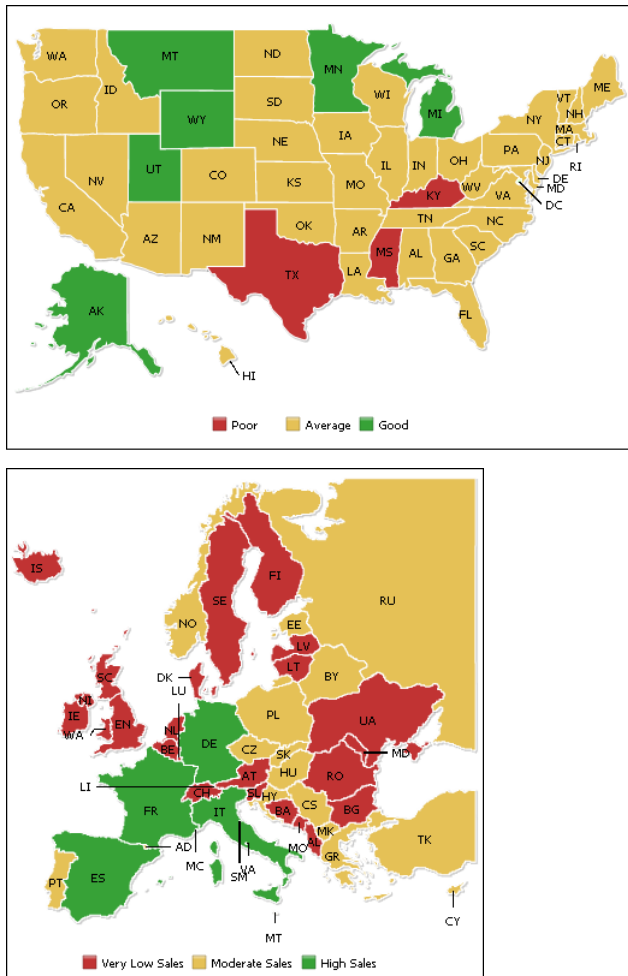 WA
MT
ND
MN
ME
ID
OR
WY
SD
WI
VT
NH
NY
MA
CT
RI
MI
NE
IA
PA
NJ
NV
UT
CO
IL
IN
OH
DE
MD
DC
CA
KS
MO
WV
VA
KY
AZ
NM
OK
AR
TN
NC
SC
TX
MS
AL
GA
LA
FL
AK
HI
Poor Average Good
IS
FI
SE
RU
NO
EE
LV
LT
BY
SC
DK
LU
NI
IE
EN
WA
NL
BE
DE
PL
UA
CZ
SK
MD
LI
CH
AT
HU
RO
SL
HY
FR
IT
BA
CS
BG
MO
MK
AL
AD
MC
VA
SM
GR
TK
PT
ES
CY
MT
Very Low Sales Moderate Sales High Sales